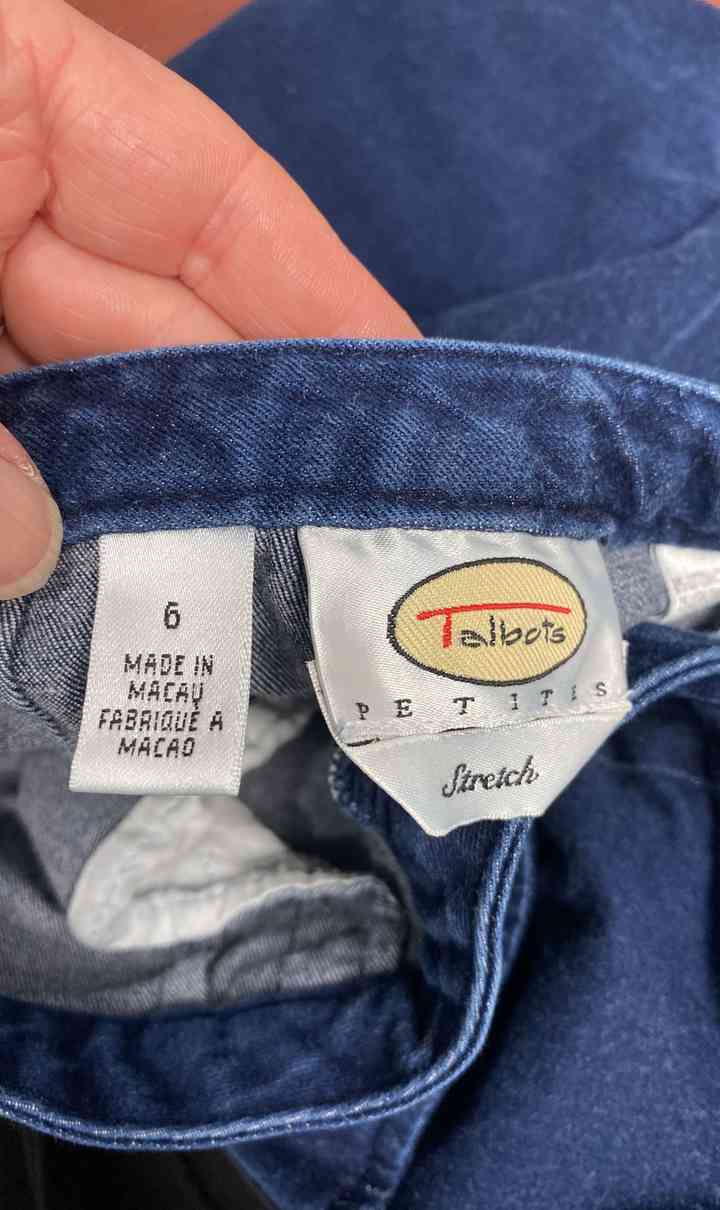 6
MADE IN
MACAU
FABRIQUÉ A
MACAO
Talbots
PETITES
Stretch